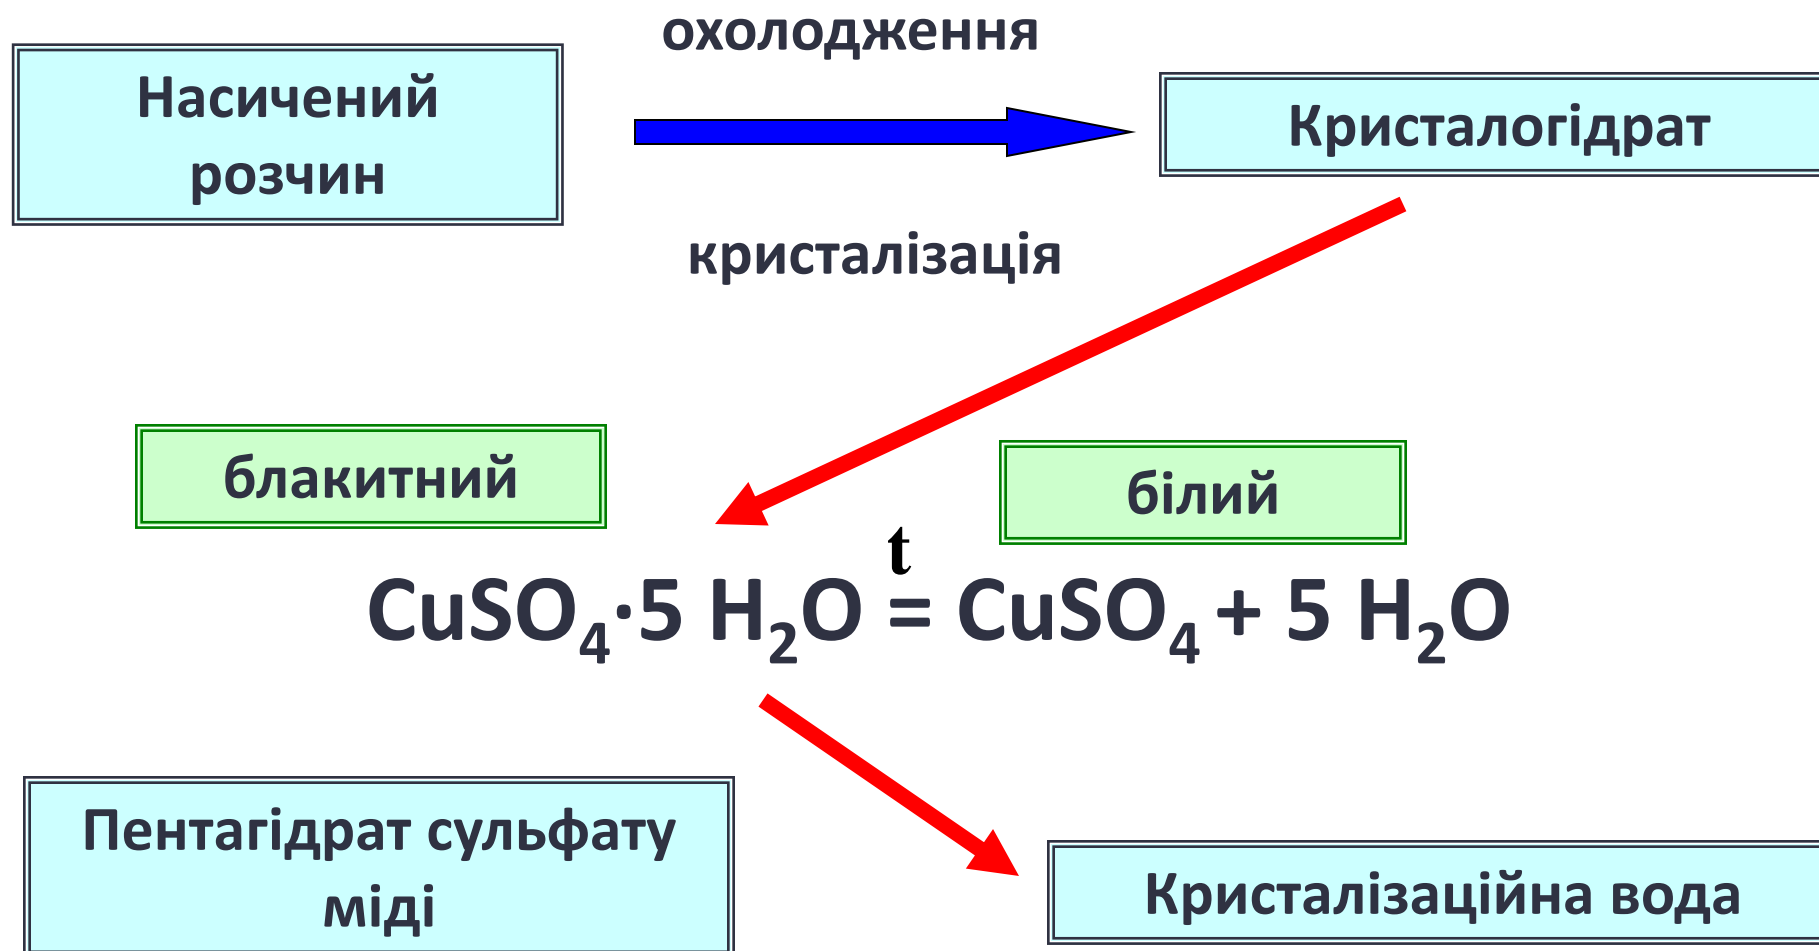 охолодження
Насичений
розчин
Кристалогідрат
кристалізація
блакитний
білий
t
CuSO₄·5 H₂O = CuSO₄ + 5 H₂O
Пентагідрат сульфату
міді
Кристалізаційна вода